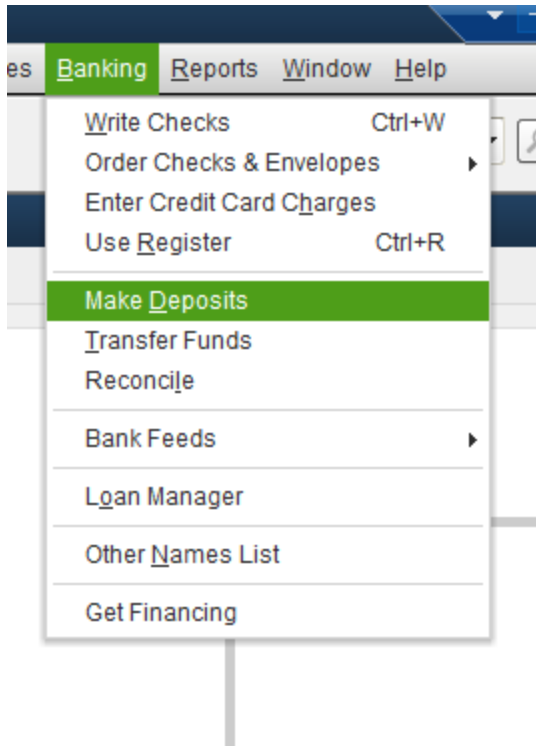 es Banking Reports Window Help
Write Checks Ctrl+W
Order Checks & Envelopes
Enter Credit Card Charges
Use Register Ctrl+R
Make Deposits
Transfer Funds
Reconcile
Bank Feeds
Loan Manager
Other Names List
Get Financing